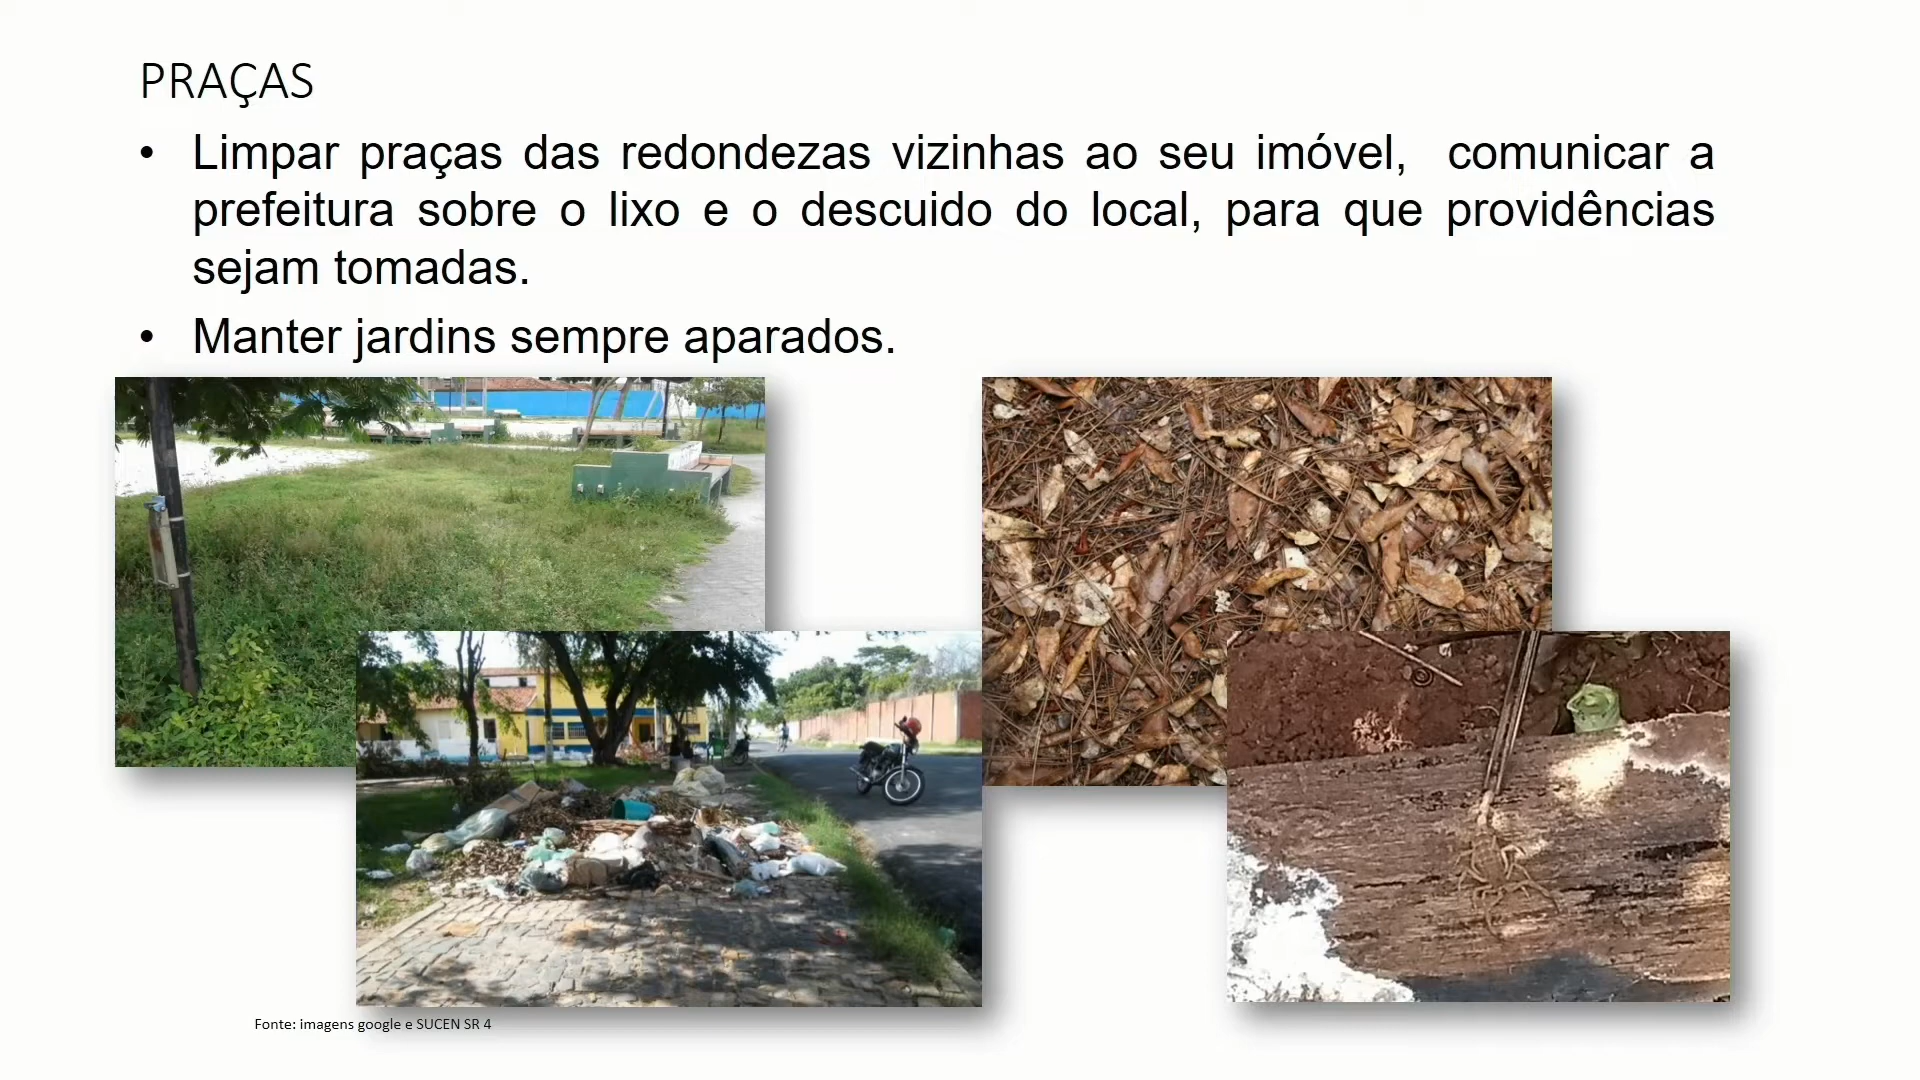 PRAÇAS
• Limpar praças das redondezas vizinhas ao seu imóvel, comunicar a
prefeitura sobre o lixo e o descuido do local, para que providências
sejam tomadas.
• Manter jardins sempre aparados.
Fonte: imagens google e SUCEN SR 4